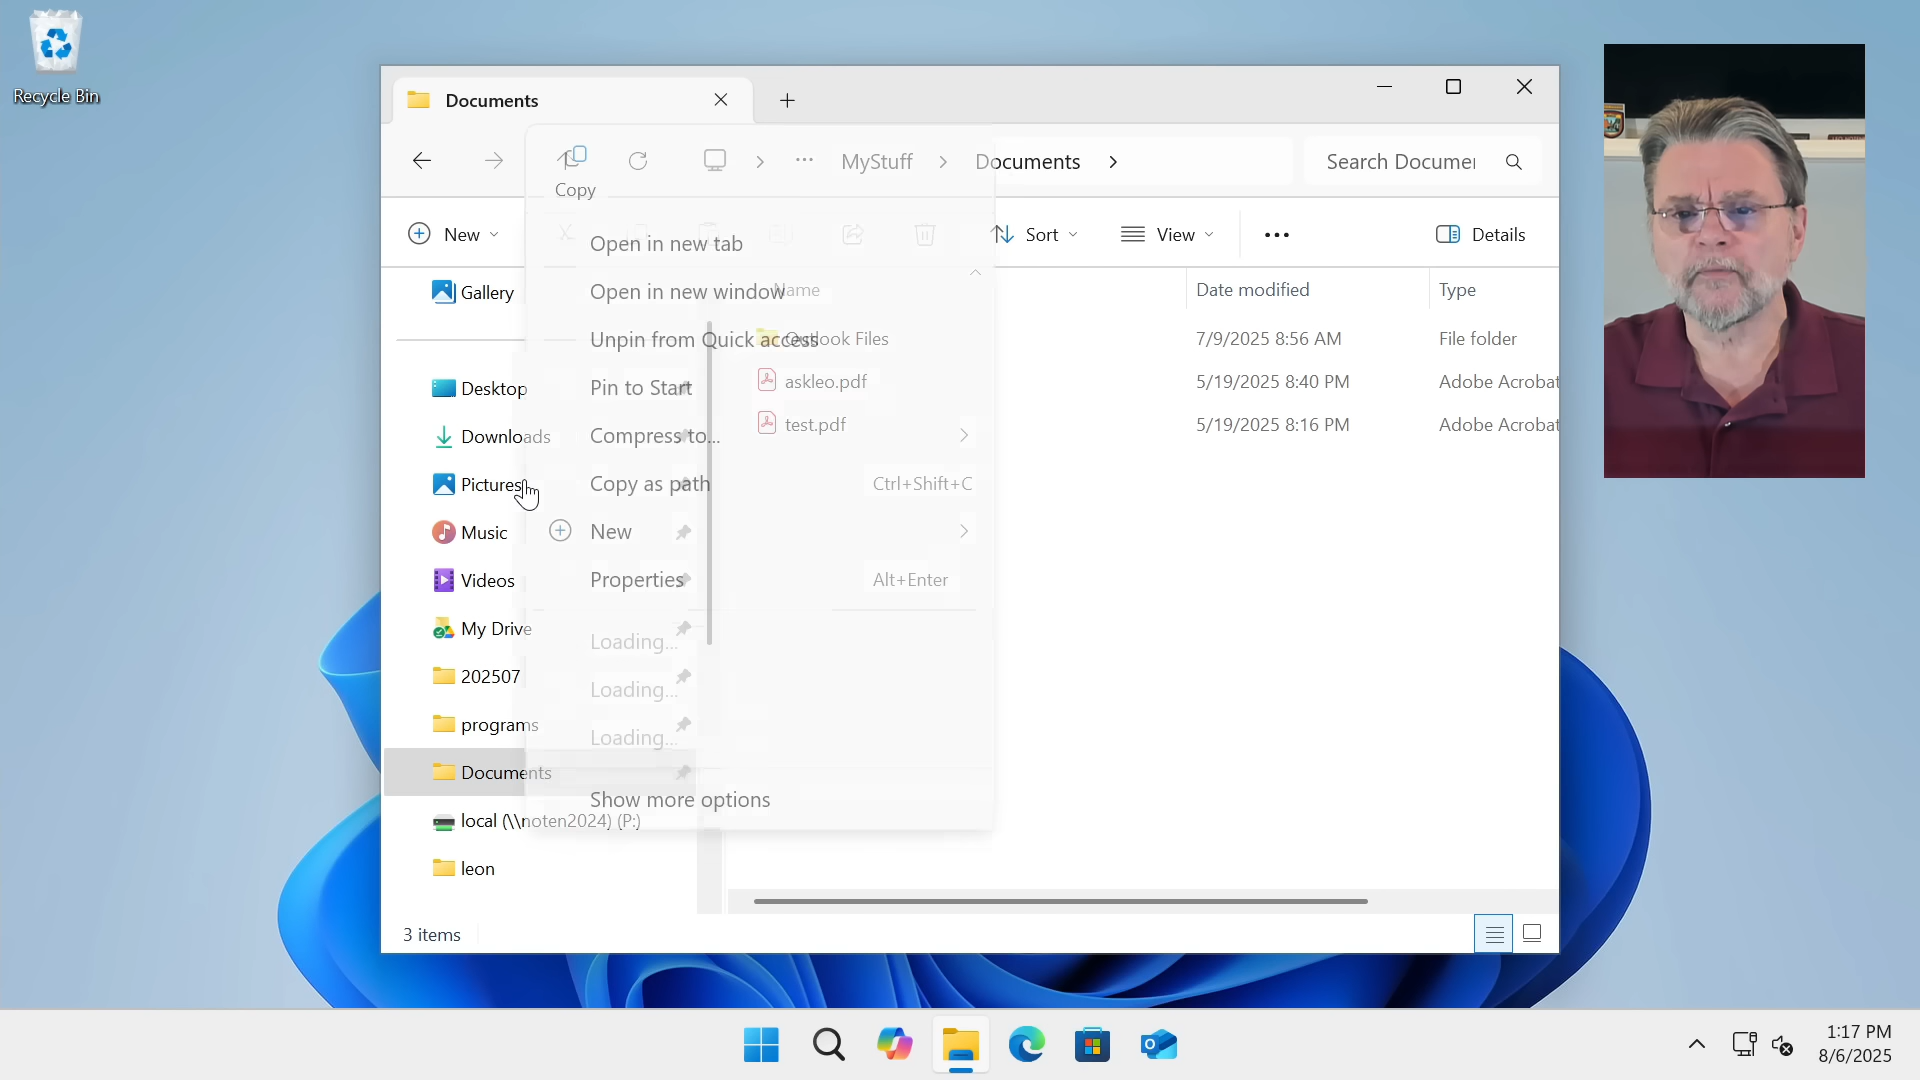 Recycle Bin
Documents
MyStuff
Documents
Search Documer
Copy
New
Sort
View
Details
Open in new tab
Open in new window
Unpin from Quick access
Pin to Start
Compress to...
Copy as path
Ctrl+Shift+C
New
Properties
Alt+Enter
Loading...
Loading...
Loading...
Show more options
Gallery
Desktop
Downloads
Pictures
Music
Videos
My Drive
202507
programs
Documents
local (\\noten2024) (P:)
leon
Name
Date modified
Type
Outlook Files
7/9/2025 8:56 AM
File folder
askleo.pdf
5/19/2025 8:40 PM
Adobe Acrobat
test.pdf
5/19/2025 8:16 PM
Adobe Acrobat
3 items
1:17 PM
8/6/2025